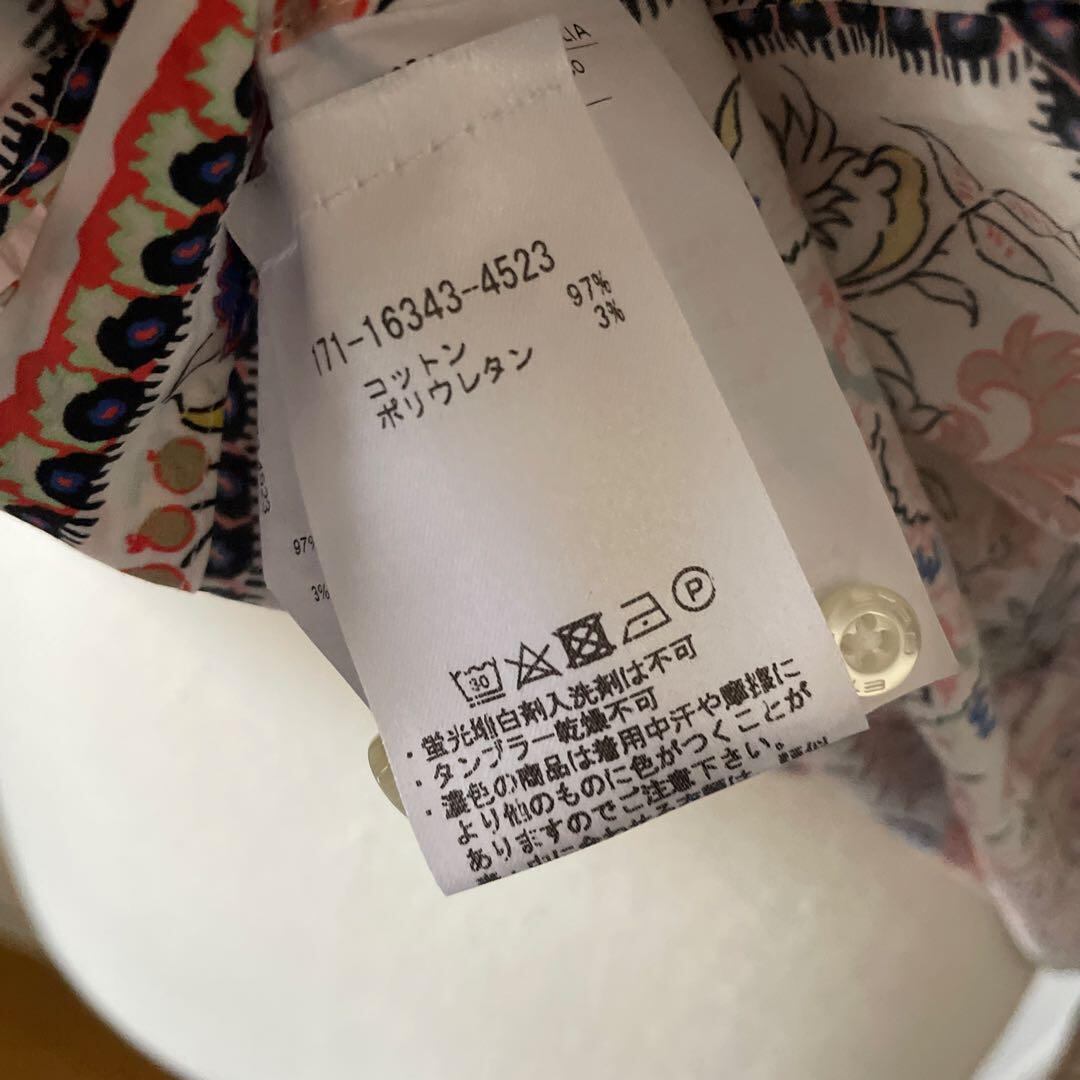 171-16343-4523
コットン 97%
ポリウレタン 3%
30
P
・蛍光増白剤入洗剤は不可
・タンブラー乾燥不可
・濃色の商品は着用中汗や摩擦に
より他のものに色がつくことが
ありますのでご注意下さい。
97%
3%